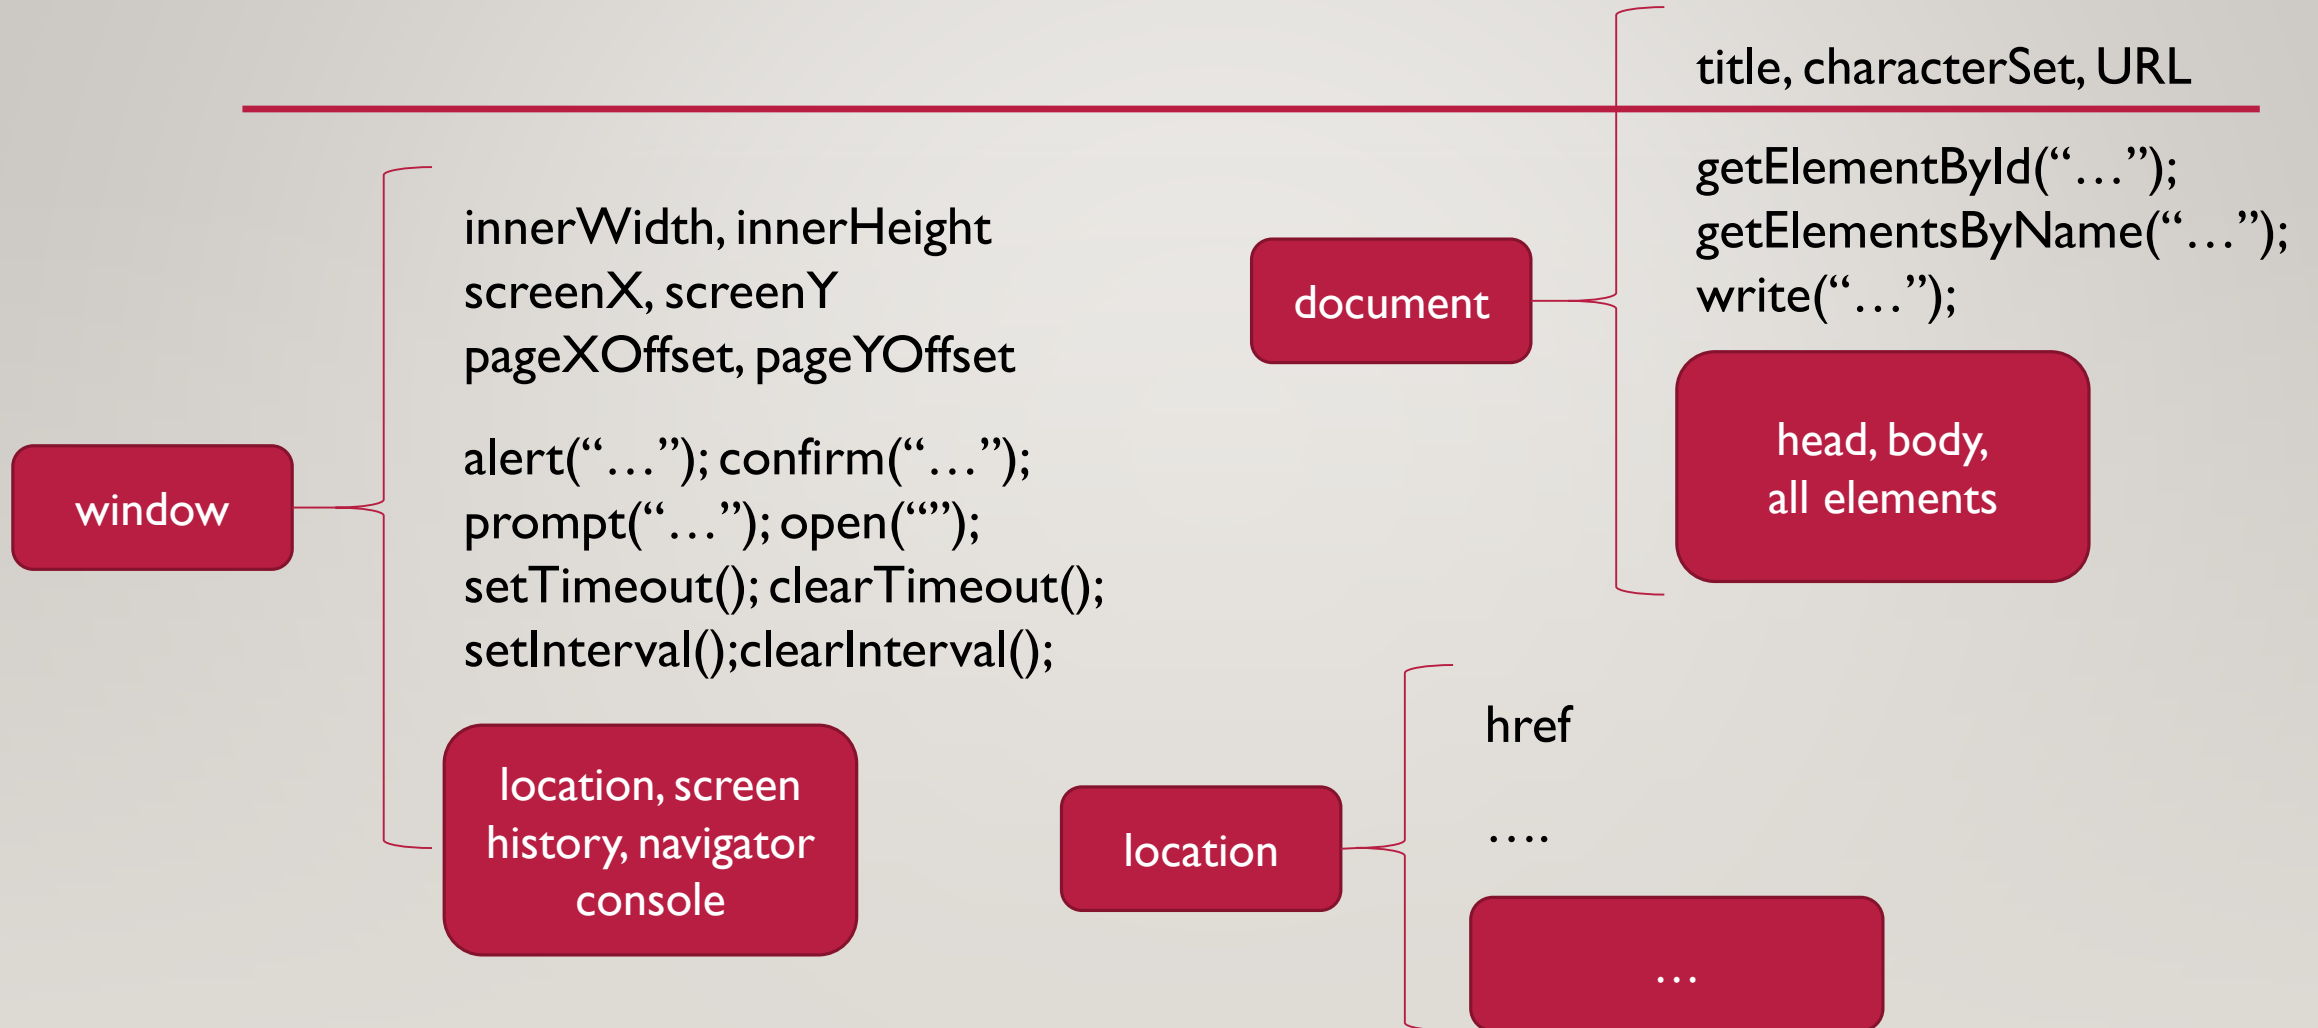 window
innerWidth, innerHeight
screenX, screenY
pageXOffset, pageYOffset
alert(“…”); confirm(“…”);
prompt(“…”); open(“”);
setTimeout(); clearTimeout();
setInterval();clearInterval();
location, screen
history, navigator
console
document
title, characterSet, URL
getElementById(“…”);
getElementsByName(“…”);
write(“…”);
head, body,
all elements
location
href
….
…